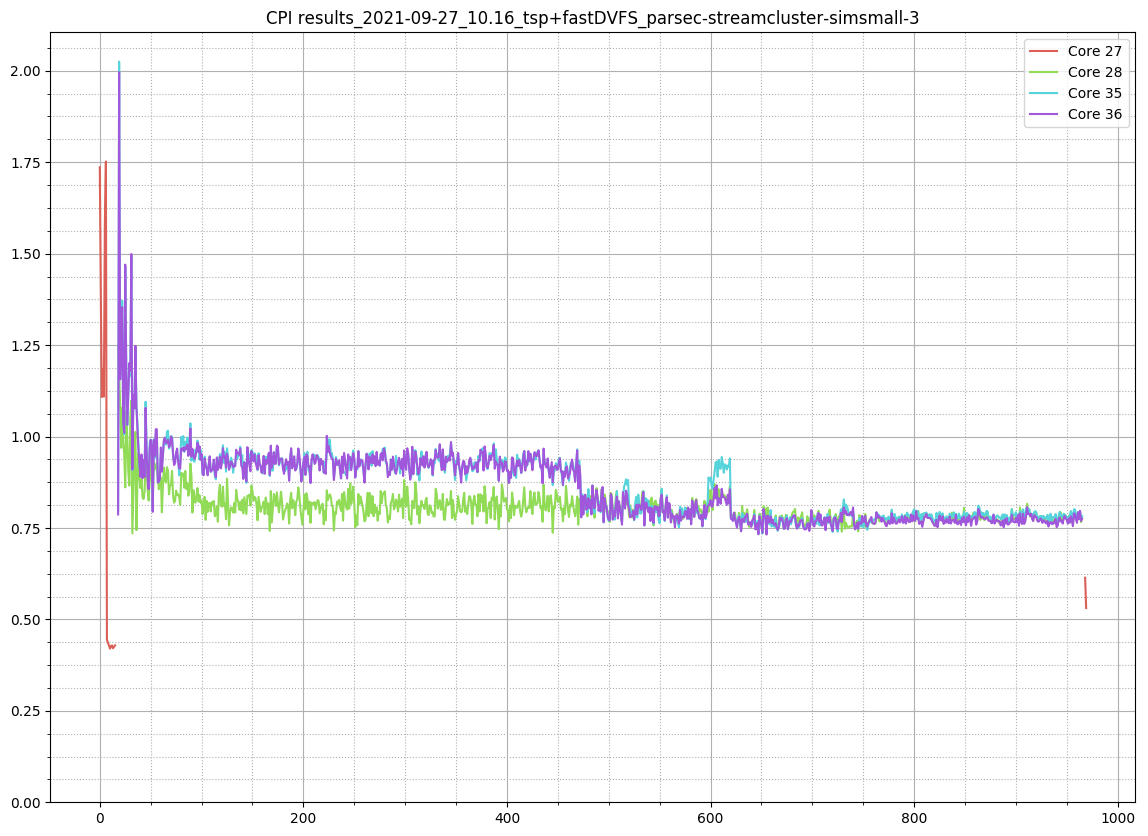 CPI results_2021-09-27_10.16_tsp+fastDVFS_parsec-streamcluster-simsmall-3
Core 27
Core 28
Core 35
Core 36
2.00
1.75
1.50
1.25
1.00
0.75
0.50
0.25
0.00
0 200 400 600 800 1000